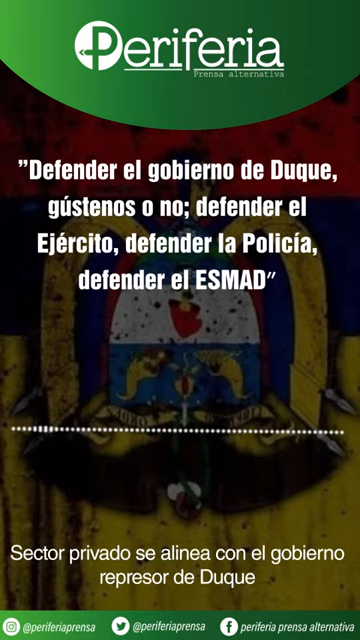 Periferia
Prensa alternativa
”Defender el gobierno de Duque,
gústenos o no; defender el
Ejército, defender la Policía,
defender el ESMAD”
Sector privado se alinea con el gobierno
represor de Duque
@periferiaprensa @periferiaprensa periferia prensa alternativa